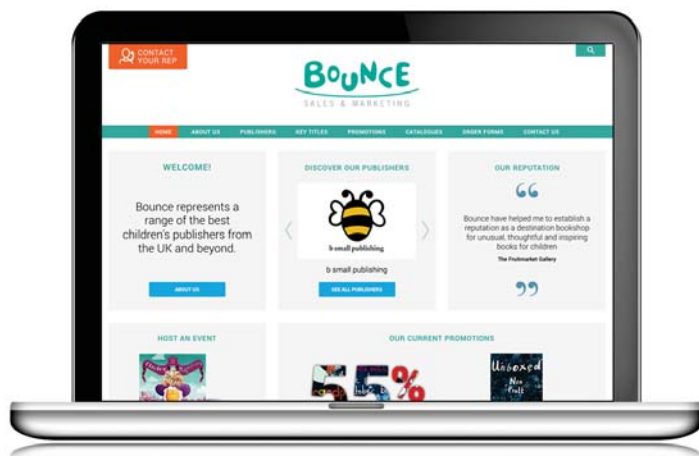 CONTACT
YOUR REP
BOUNCE
SALES & MARKETING
HOME ABOUT US PUBLISHERS KEY TITLES PROMOTIONS CATALOGUES ORDER FORMS CONTACT US
WELCOME!
Bounce represents a
range of the best
children's publishers from
the UK and beyond.
ABOUT US
DISCOVER OUR PUBLISHERS
b small publishing
b small publishing
SEE ALL PUBLISHERS
OUR REPUTATION
“
Bounce have helped me to establish a
reputation as a destination bookshop
for unusual, thoughtful and inspiring
books for children
The Fruitmarket Gallery
”
HOST AN EVENT
OUR CURRENT PROMOTIONS
55%
Unboxed
Non
Pratt